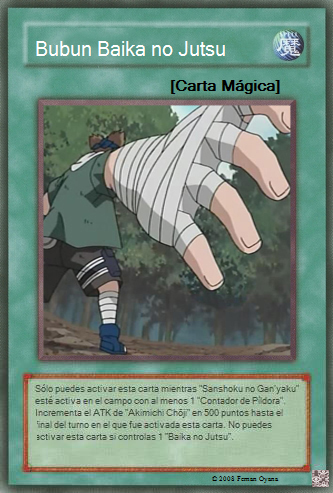 Bubun Baika no Jutsu
魔
[Carta Mágica]
Sólo puedes activar esta carta mientras "Sanshoku no Gan'yaku"
esté activa en el campo con al menos 1 "Contador de Píldora".
Incrementa el ATK de "Akimichi Chōji" en 500 puntos hasta el
final del turno en el que fue activada esta carta. No puedes
activar esta carta si controlas 1 "Baika no Jutsu".
©2008 Fernan Oyana